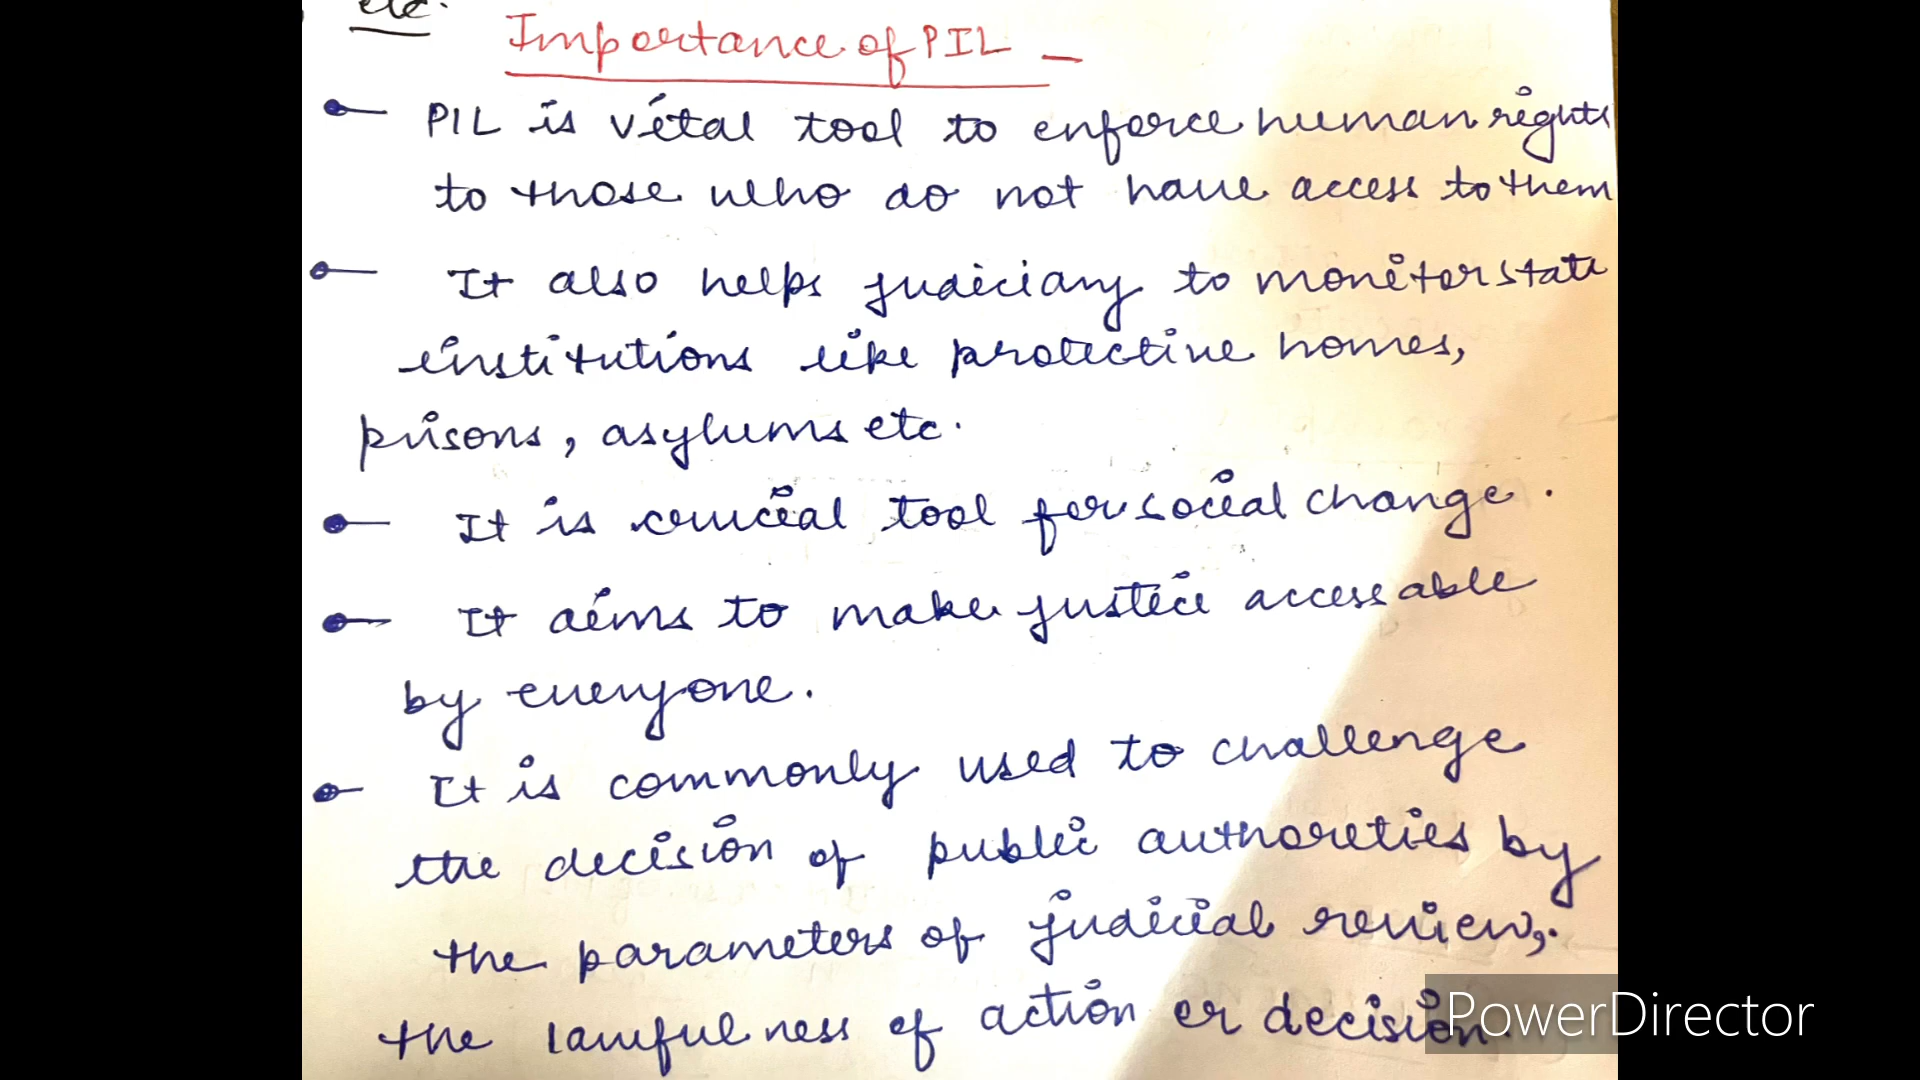 etc.
Importance of PIL -
PIL is vital tool to enforce human rights
to those who do not have access to them
It also helps judiciary to moniter state
institutions like protective homes,
prisons, asylums etc.
It is crucial tool for social change.
It aims to make justice accessable
by everyone.
It is commonly used to challenge
the decision of public authoreties by
the parameters of judicial review,.
the lawfulness of action or decision.
PowerDirector